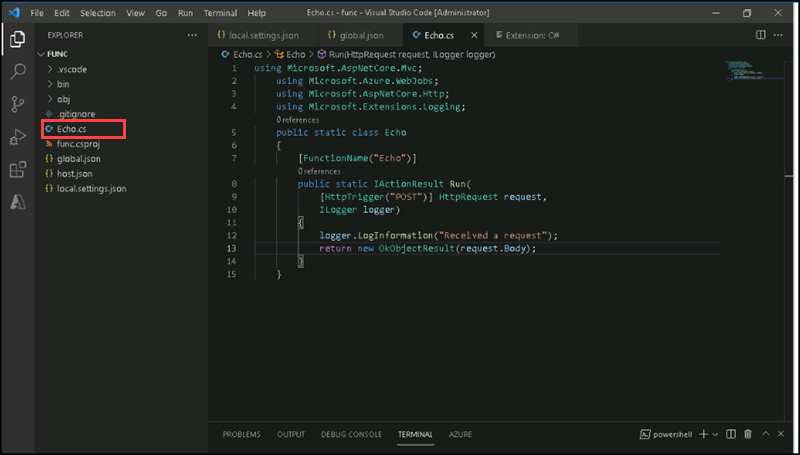 File Edit Selection View Go Run Terminal Help
Echo.cs - func - Visual Studio Code [Administrator]
EXPLORER
FUNC
.vscode
bin
obj
.gitignore
Echo.cs
func.csproj
global.json
host.json
local.settings.json
local.settings.json
global.json
Echo.cs
Extension: C#
Echo.cs > Echo > Run(HttpRequest request, ILogger logger)
1 using Microsoft.AspNetCore.Mvc;
2 using Microsoft.Azure.WebJobs;
3 using Microsoft.AspNetCore.Http;
4 using Microsoft.Extensions.Logging;
0 references
5 public static class Echo
6 {
7 [FunctionName("Echo")]
0 references
8 public static IActionResult Run(
9 [HttpTrigger("POST")] HttpRequest request,
10 ILogger logger)
11 {
12 logger.LogInformation("Received a request");
13 return new OkObjectResult(request.Body);
14 }
15 }
PROBLEMS OUTPUT DEBUG CONSOLE TERMINAL AZURE
powershell